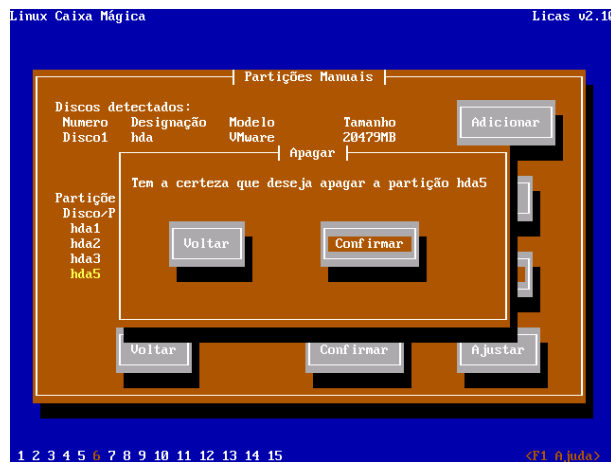 Linux Caixa Mágica Licas v2.10
Partições Manuais
Discos detectados:
Numero Designação Modelo Tamanho
Disco1 hda VMware 20479MB
Adicionar
Apagar
Tem a certeza que deseja apagar a partição hda5
Partiçõe
Disco/P
hda1
hda2
hda3
hda5
Voltar Confirmar
Voltar Confirmar Ajustar
1 2 3 4 5 6 7 8 9 10 11 12 13 14 15 <F1 Ajuda>